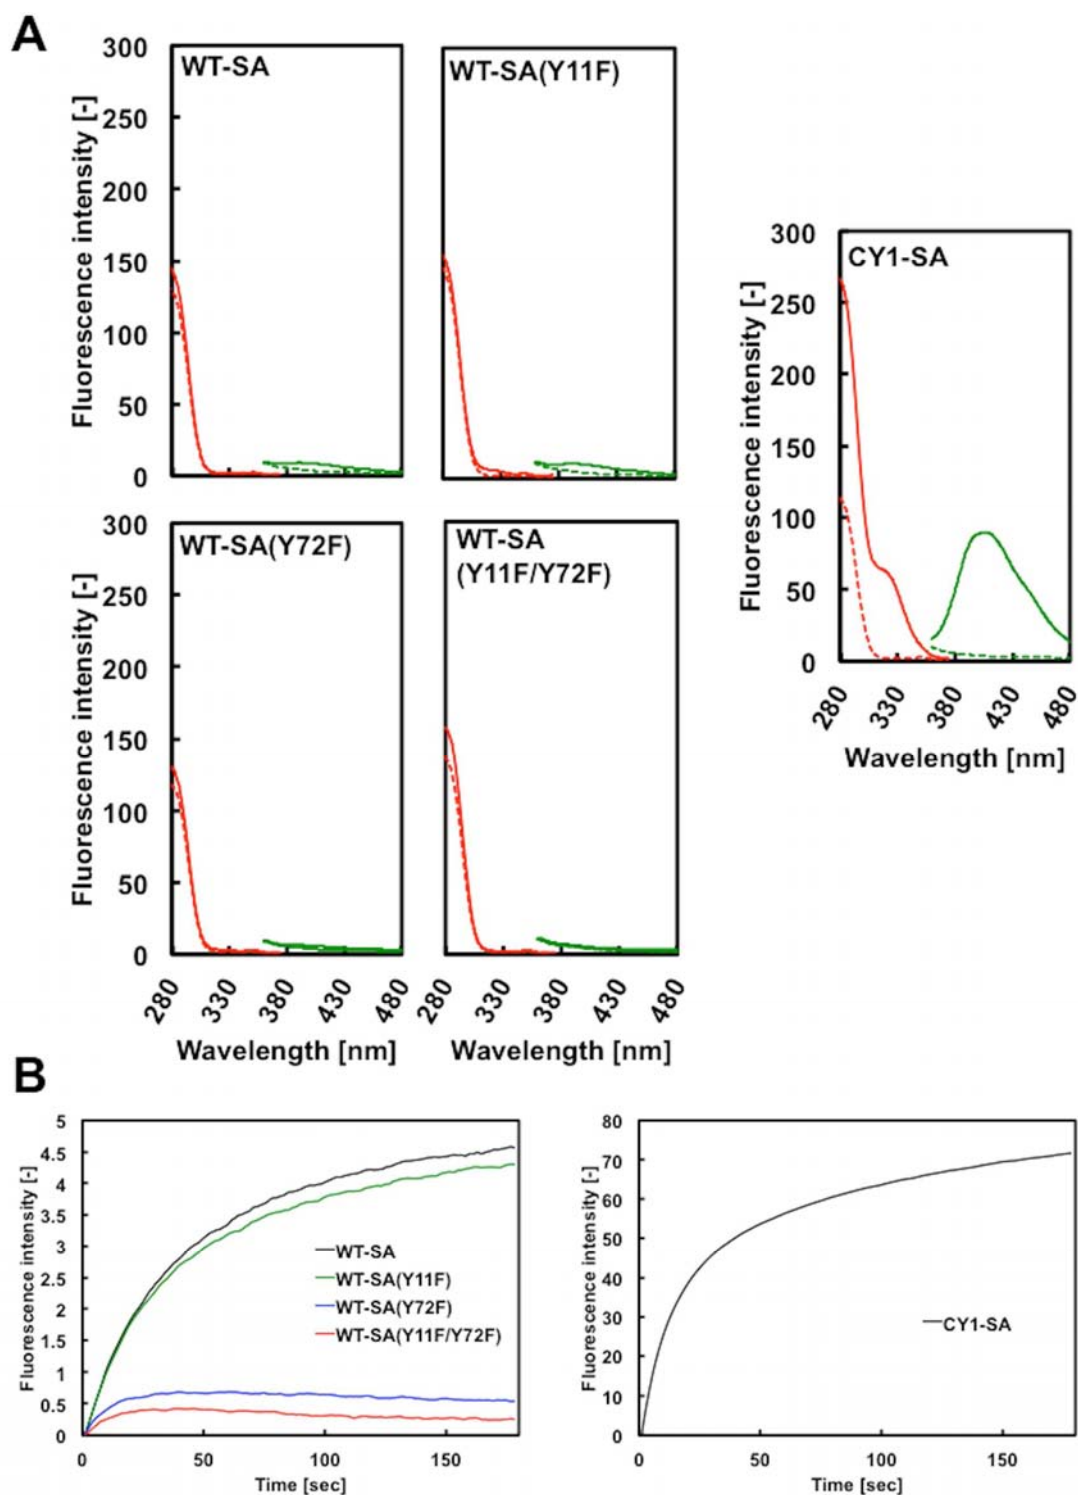 A
WT-SA
WT-SA(Y11F)
Fluorescence intensity [-]
300
250
200
150
100
50
0
CY1-SA
Fluorescence intensity [-]
300
250
200
150
100
50
0
280
330
380
430
480
Wavelength [nm]
WT-SA(Y72F)
WT-SA
(Y11F/Y72F)
Fluorescence intensity [-]
300
250
200
150
100
50
0
280
330
380
430
480
280
330
380
430
480
Wavelength [nm]
Wavelength [nm]
B
Fluorescence intensity [-]
5
4.5
4
3.5
3
2.5
2
1.5
1
0.5
0
WT-SA
WT-SA(Y11F)
WT-SA(Y72F)
WT-SA(Y11F/Y72F)
0
50
100
150
Time [sec]
Fluorescence intensity [-]
80
70
60
50
40
30
20
10
0
CY1-SA
0
50
100
150
Time [sec]